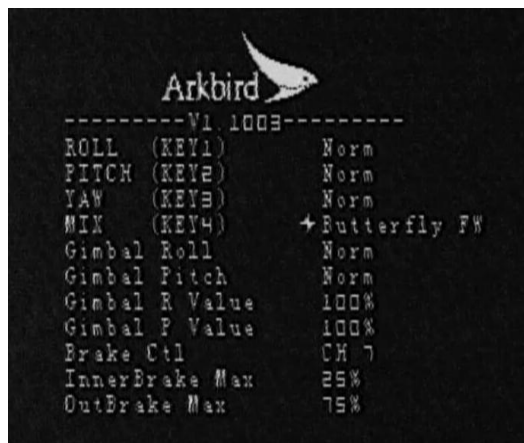 Arkbird
---------V1.1003---------
ROLL (KEY1) Norm
PITCH (KEY2) Norm
YAW (KEY3) Norm
MIX (KEY4) Butterfly FW
Gimbal Roll Norm
Gimbal Pitch Norm
Gimbal R Value 100%
Gimbal P Value 100%
Brake Ctl CH 7
InnerBrake Max 25%
OutBrake Max 75%